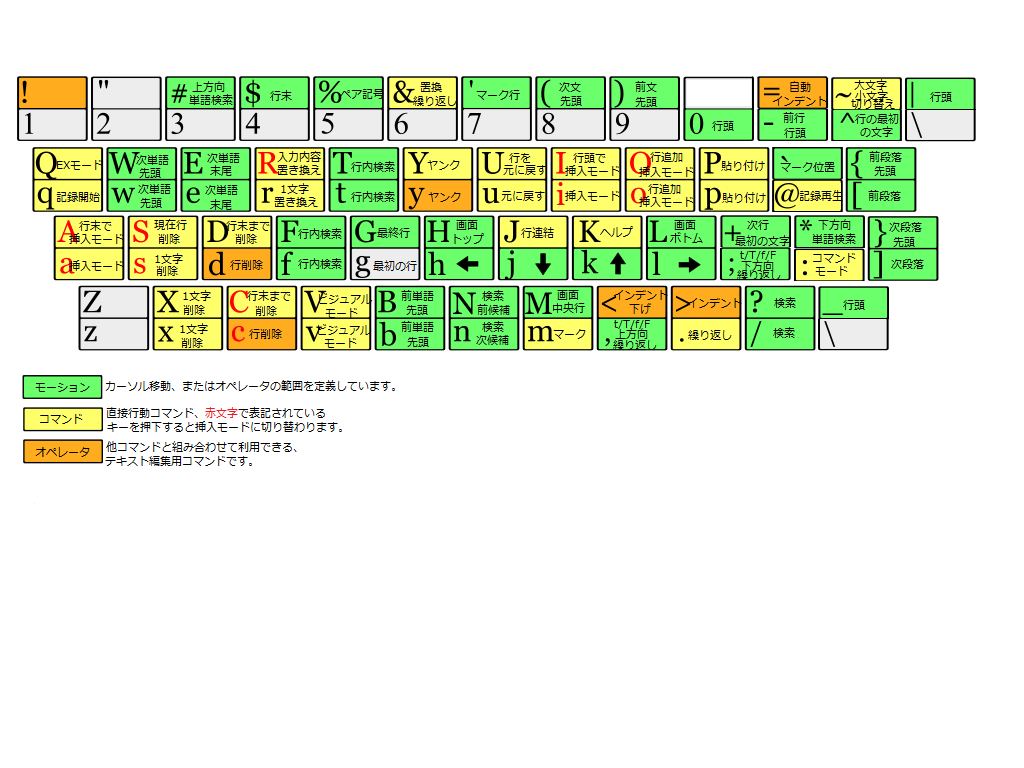 ! " # 上方向 単語検索 $ 行末 % ペア記号 & 置換 繰り返し ' マーク行 ( 次文 先頭 ) 前文 先頭 = 自動 インデント ~ 大文字 小文字 切り替え | 行頭
1 2 3 4 5 6 7 8 9 0 行頭 - 前行 行頭 ^ 行の最初 の文字 \
Q EXモード W 次単語 先頭 E 次単語 末尾 R 入力内容 置き換え T 行内検索 Y ヤンク U 行を 元に戻す I 行頭で 挿入モード O 行追加 挿入モード P 貼り付け ` マーク位置 { 前段落 先頭
q 記録開始 w 次単語 先頭 e 次単語 末尾 r 1文字 置き換え t 行内検索 y ヤンク u 元に戻す i 挿入モード o 行追加 挿入モード p 貼り付け @ 記録再生 [ 前段落
A 行末で 挿入モード S 現在行 削除 D 行末まで 削除 F 行内検索 G 最終行 H 画面 トップ J 行連結 K ヘルプ L 画面 ボトム + 次行 最初の文字 * 下方向 単語検索 } 次段落 先頭
a 挿入モード s 1文字 削除 d 行削除 f 行内検索 g 最初の行 h ← j ↓ k ↑ l → ; t/T/f/F 下方向 繰り返し : コマンド モード ] 次段落
Z X 1文字 削除 C 行末まで 削除 V ビジュアル モード B 前単語 先頭 N 検索 前候補 M 画面 中央行 < インデント 下げ > インデント ? 検索 _ 行頭
z x 1文字 削除 c 行削除 v ビジュアル モード b 前単語 先頭 n 検索 次候補 m マーク , t/T/f/F 上方向 繰り返し . 繰り返し / 検索 \
モーション カーソル移動、またはオペレータの範囲を定義しています。
コマンド 直接行動コマンド、赤文字で表記されている
キーを押下すると挿入モードに切り替わります。
オペレータ 他コマンドと組み合わせて利用できる、
テキスト編集用コマンドです。